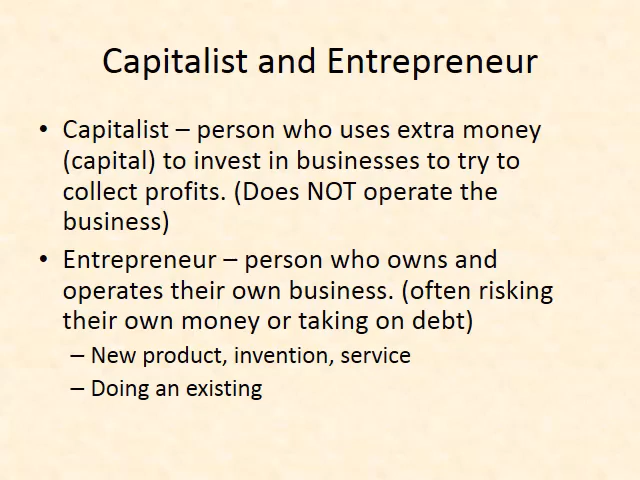 Capitalist and Entrepreneur
• Capitalist – person who uses extra money
(capital) to invest in businesses to try to
collect profits. (Does NOT operate the
business)
• Entrepreneur – person who owns and
operates their own business. (often risking
their own money or taking on debt)
– New product, invention, service
– Doing an existing